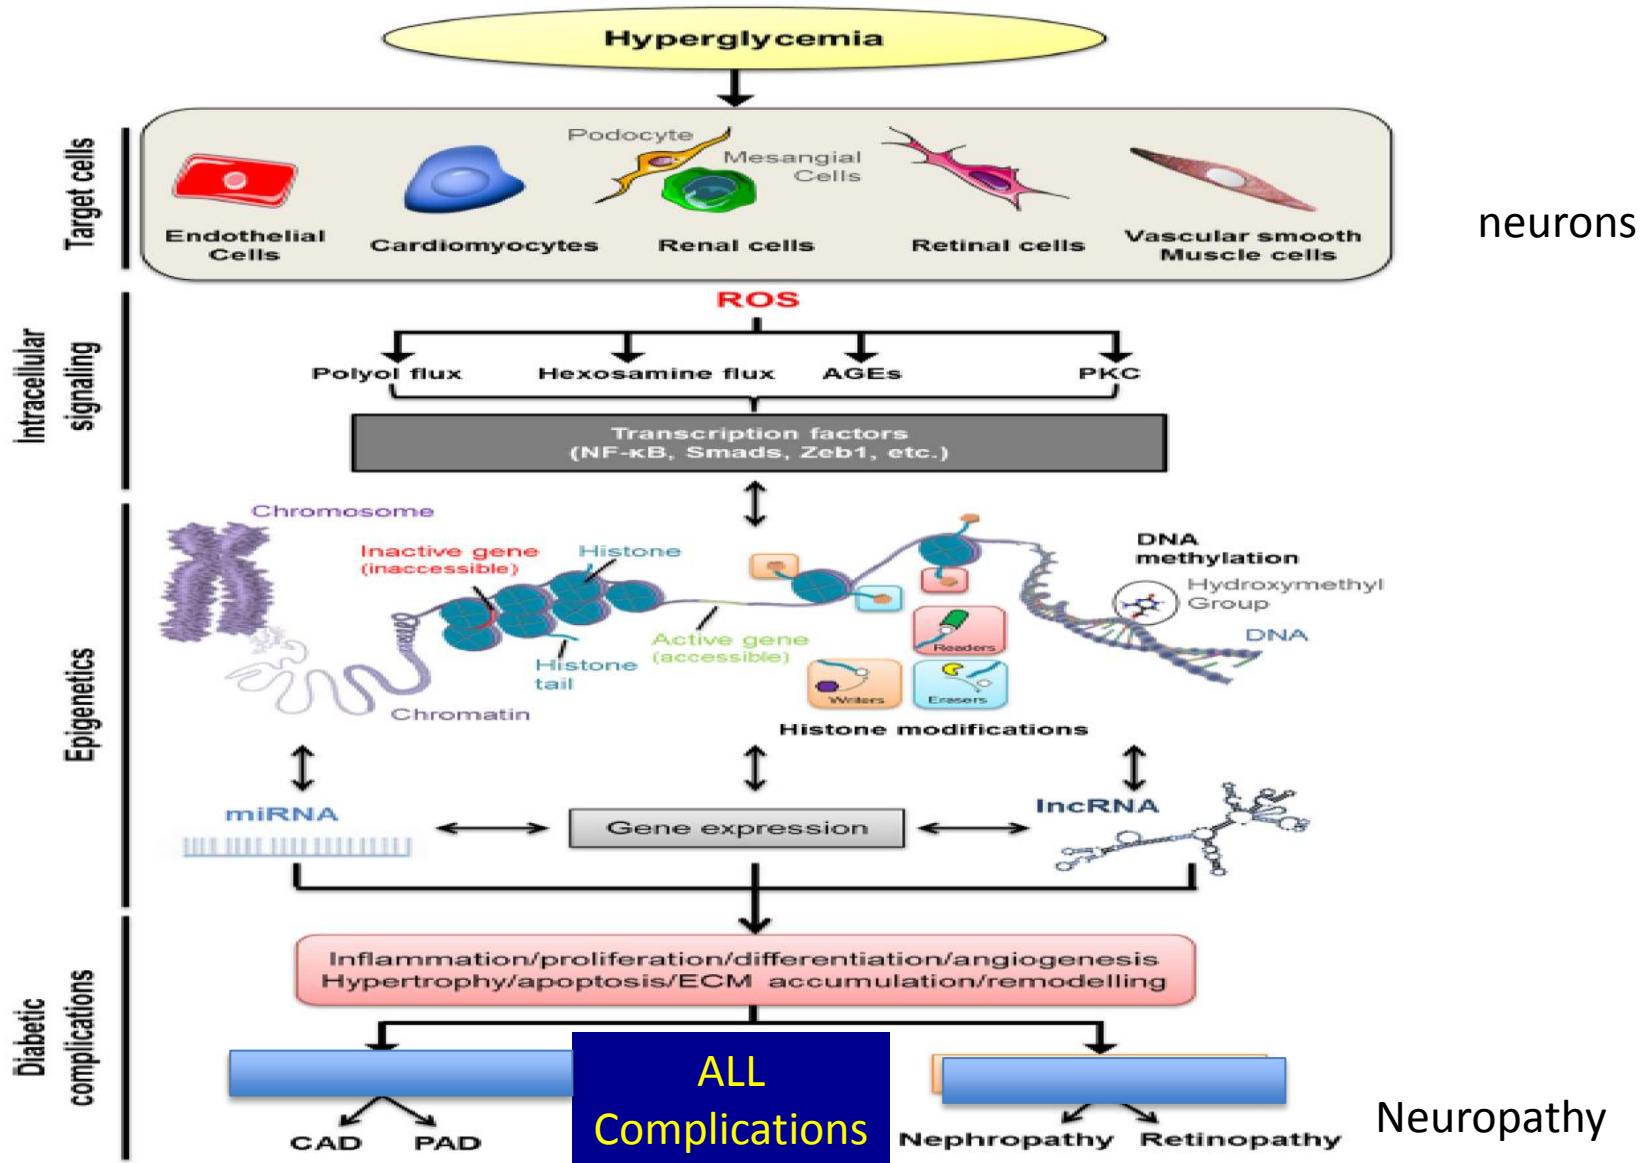 Hyperglycemia
Target cells
Podocyte
Mesangial
Cells
Endothelial
Cells
Cardiomyocytes
Renal cells
Retinal cells
Vascular smooth
Muscle cells
neurons
Intracellular
signaling
ROS
Polyol flux
Hexosamine flux
AGEs
PKC
Transcription factors
(NF-κB, Smads, Zeb1, etc.)
Epigenetics
Chromosome
Inactive gene
(inaccessible)
Histone
Histone
tail
Chromatin
Active gene
(accessible)
Readers
Writers
Erasers
Histone modifications
DNA
methylation
Hydroxymethyl
Group
DNA
miRNA
Gene expression
lncRNA
Diabetic
complications
Inflammation/proliferation/differentiation/angiogenesis
Hypertrophy/apoptosis/ECM accumulation/remodelling
ALL
Complications
CAD
PAD
Nephropathy
Retinopathy
Neuropathy